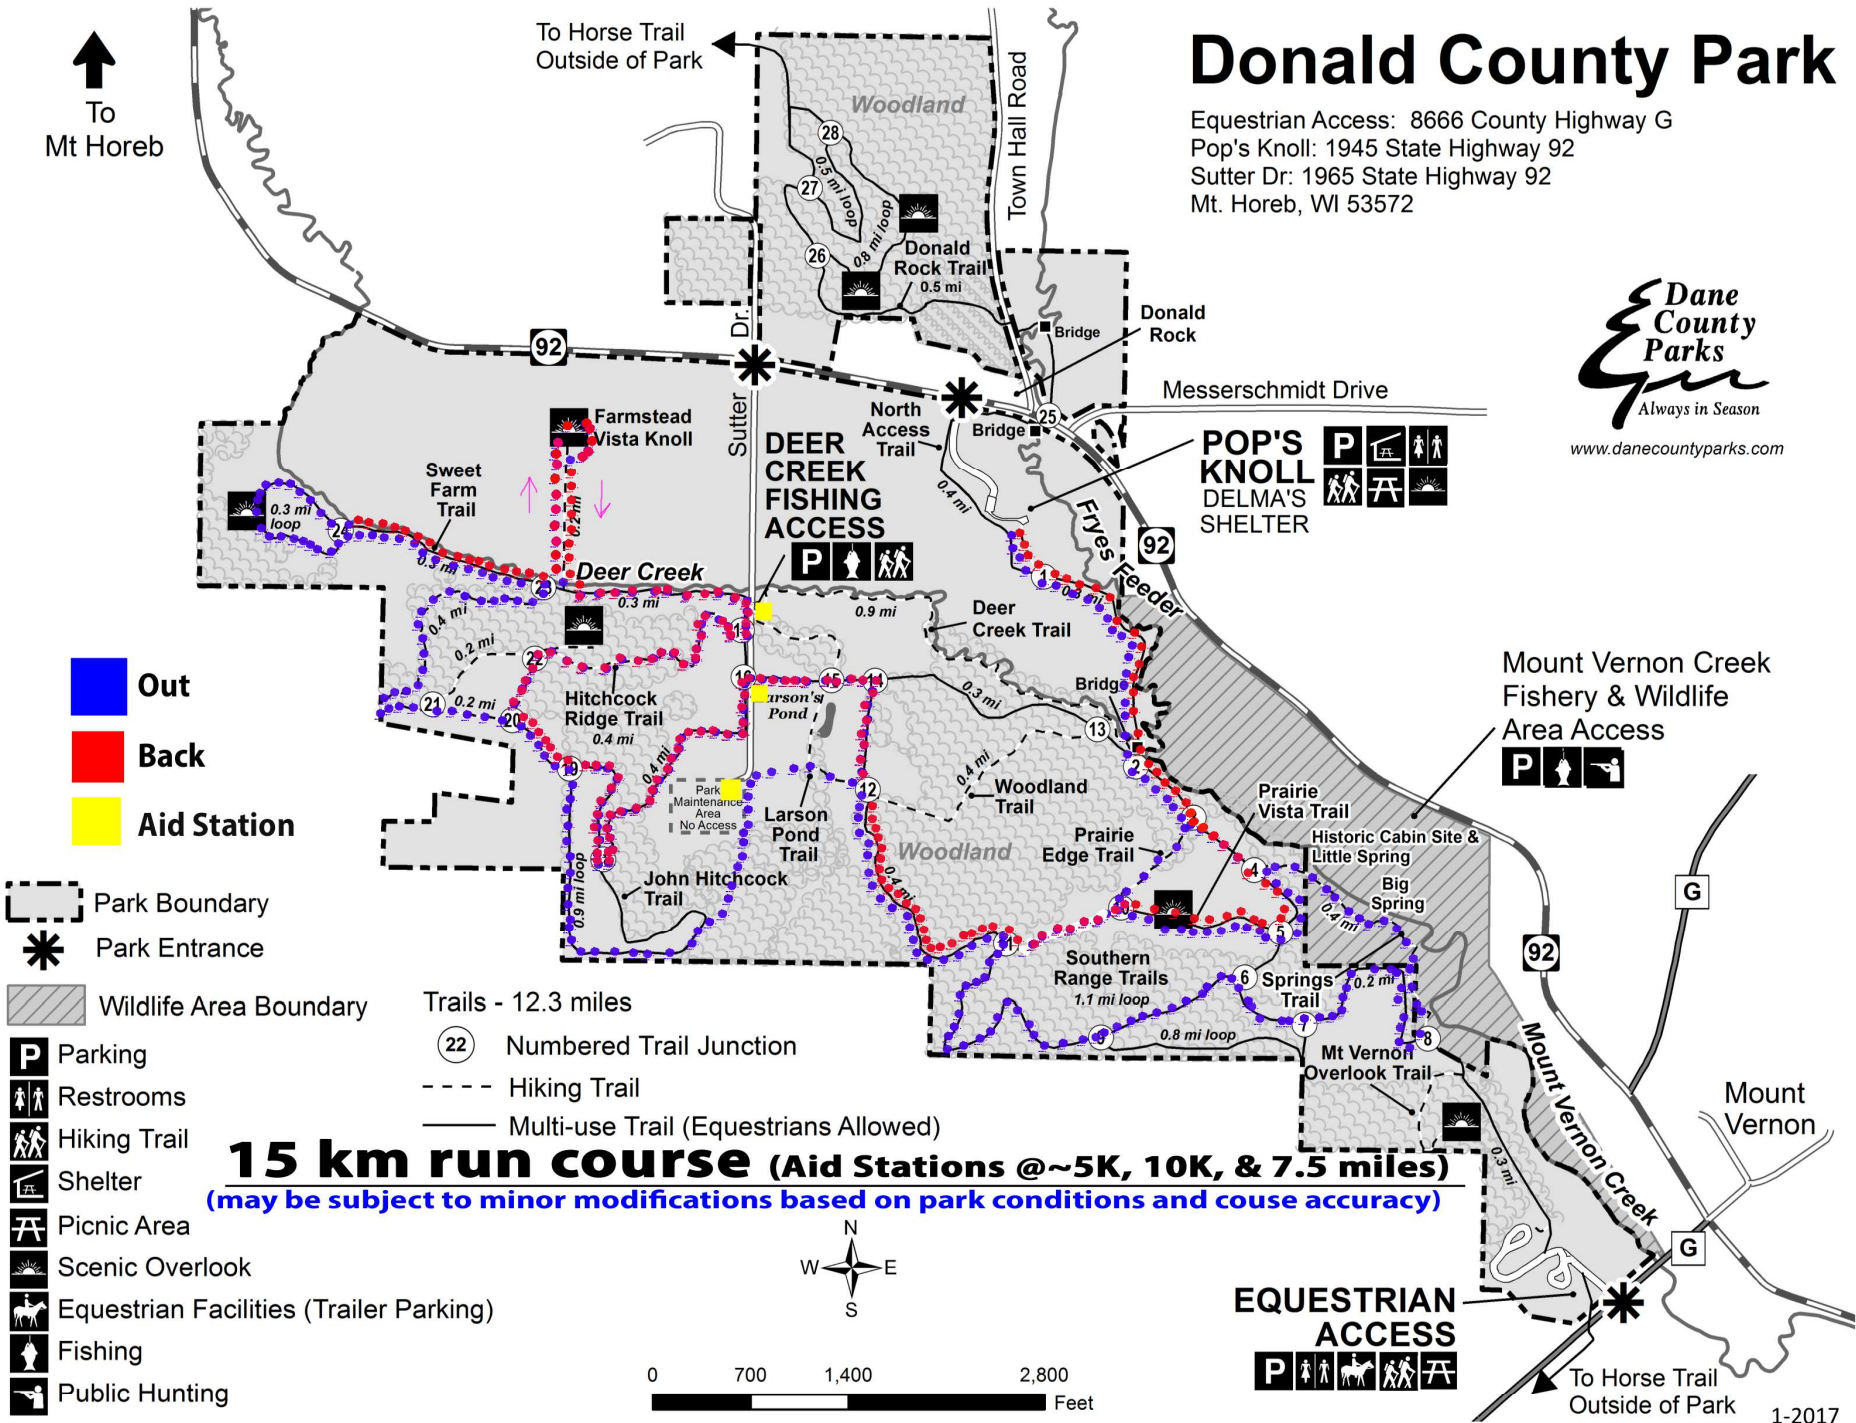 Donald County Park
Equestrian Access:  8666 County Highway G
Pop's Knoll: 1945 State Highway 92
Sutter Dr: 1965 State Highway 92
Mt. Horeb, WI 53572
To
Mt Horeb
To Horse Trail
Outside of Park
Woodland
Town Hall Road
28
0.5 mi loop
27
0.8 mi loop
26
Donald
Rock Trail
0.5 mi
Bridge
Donald
Rock
Dane
County
Parks
Always in Season
www.danecountyparks.com
92
Sutter Dr.
Messerschmidt Drive
25
Bridge
North
Access
Trail
0.4 mi
POP'S
KNOLL
DELMA'S
SHELTER
P
Farmstead
Vista Knoll
DEER
CREEK
FISHING
ACCESS
P
Sweet
Farm
Trail
0.3 mi
loop
24
0.3 mi
0.2 mi
23
Deer Creek
0.3 mi
0.9 mi
Deer
Creek Trail
Fryes Feeder
92
1
0.4 mi
0.2 mi
22
21
0.2 mi
20
Hitchcock
Ridge Trail
0.4 mi
0.4 mi
19
15
14
Pond
0.3 mi
13
2
12
0.4 mi
Woodland
Trail
Park
Maintenance
Area
No Access
Larson
Pond
Trail
Woodland
Prairie
Edge Trail
Prairie
Vista Trail
Historic Cabin Site &
Little Spring
Big
Spring
Mount Vernon Creek
Fishery & Wildlife
Area Access
P
G
92
John Hitchcock
Trail
0.9 mi loop
0.4 mi
4
0.4 mi
5
Southern
Range Trails
1.1 mi loop
6
Springs
Trail
0.2 mi
7
8
9
0.8 mi loop
Mt Vernon
Overlook Trail
Mount Vernon Creek
0.3 mi
Mount
Vernon
G
EQUESTRIAN
ACCESS
P
To Horse Trail
Outside of Park
1-2017
Out
Back
Aid Station
Park Boundary
Park Entrance
Wildlife Area Boundary
P Parking
Restrooms
Hiking Trail
Shelter
Picnic Area
Scenic Overlook
Equestrian Facilities (Trailer Parking)
Fishing
Public Hunting
Trails - 12.3 miles
22 Numbered Trail Junction
Hiking Trail
Multi-use Trail (Equestrians Allowed)
15 km run course (Aid Stations @~5K, 10K, & 7.5 miles)
(may be subject to minor modifications based on park conditions and couse accuracy)
N
W E
S
0 700 1,400 2,800
Feet